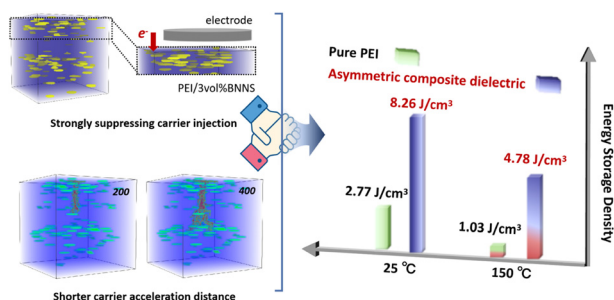 electrode
e⁻
PEI/3vol%BNNS
Strongly suppressing carrier injection
200
400
Shorter carrier acceleration distance
Pure PEI
Asymmetric composite dielectric
8.26 J/cm³
2.77 J/cm³
4.78 J/cm³
1.03 J/cm³
25 ℃
150 ℃
Energy Storage Density